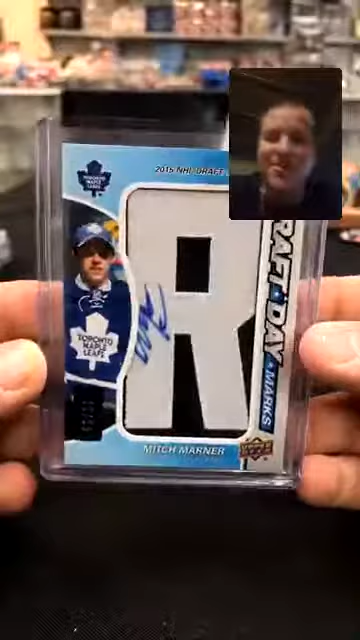 TORONTO
MAPLE
LEAFS
2015 NHL DRAFT
R
DRAFT DAY MARKS
TORONTO
MAPLE
LEAFS
MITCH MARNER
UPPER DECK